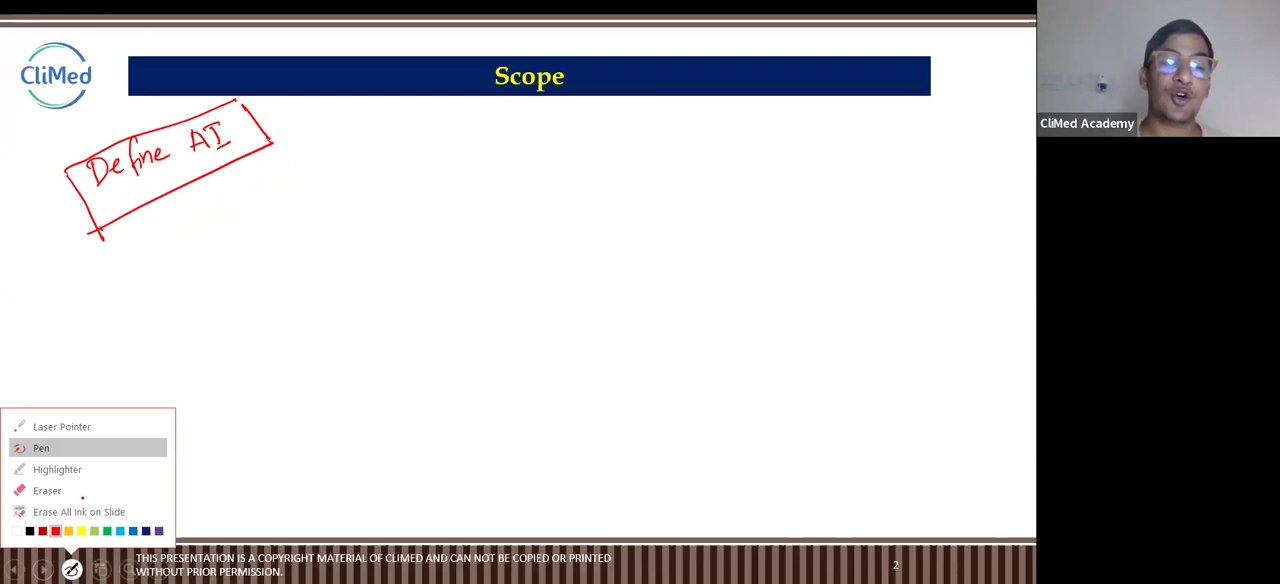 CliMed
Scope
Define AI
CliMed Academy
Laser Pointer
Pen
Highlighter
Eraser
Erase All Ink on Slide
THIS PRESENTATION IS A COPYRIGHT MATERIAL OF CLIMED AND CAN NOT BE COPIED OR PRINTED
WITHOUT PRIOR PERMISSION.
2